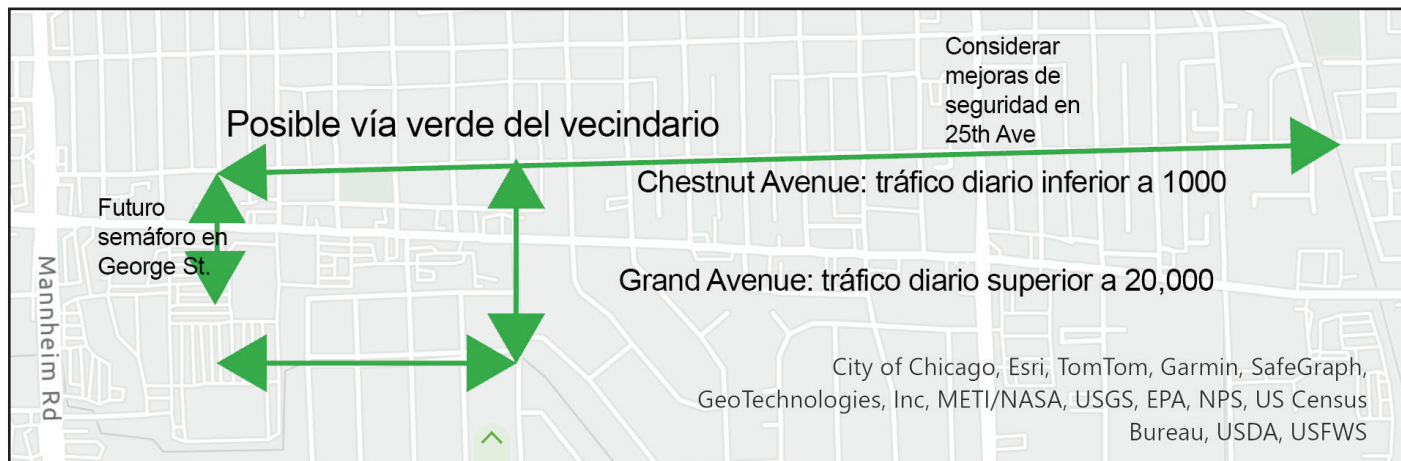 Considerar
mejoras de
seguridad en
25th Ave
Posible vía verde del vecindario
Chestnut Avenue: tráfico diario inferior a 1000
Futuro
semáforo en
George St.
Mannheim Rd
Grand Avenue: tráfico diario superior a 20,000
City of Chicago, Esri, TomTom, Garmin, SafeGraph,
GeoTechnologies, Inc, METI/NASA, USGS, EPA, NPS, US Census
Bureau, USDA, USFWS